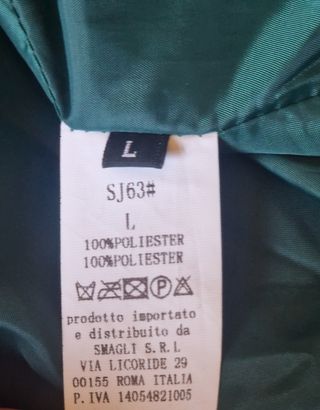 L
SJ63#
L
100%POLIESTER
100%POLIESTER
P
prodotto importato
e distribuito da
SMAGLI S.R.L
VIA LICORIDE 29
00155 ROMA ITALIA
P. IVA 14054821005